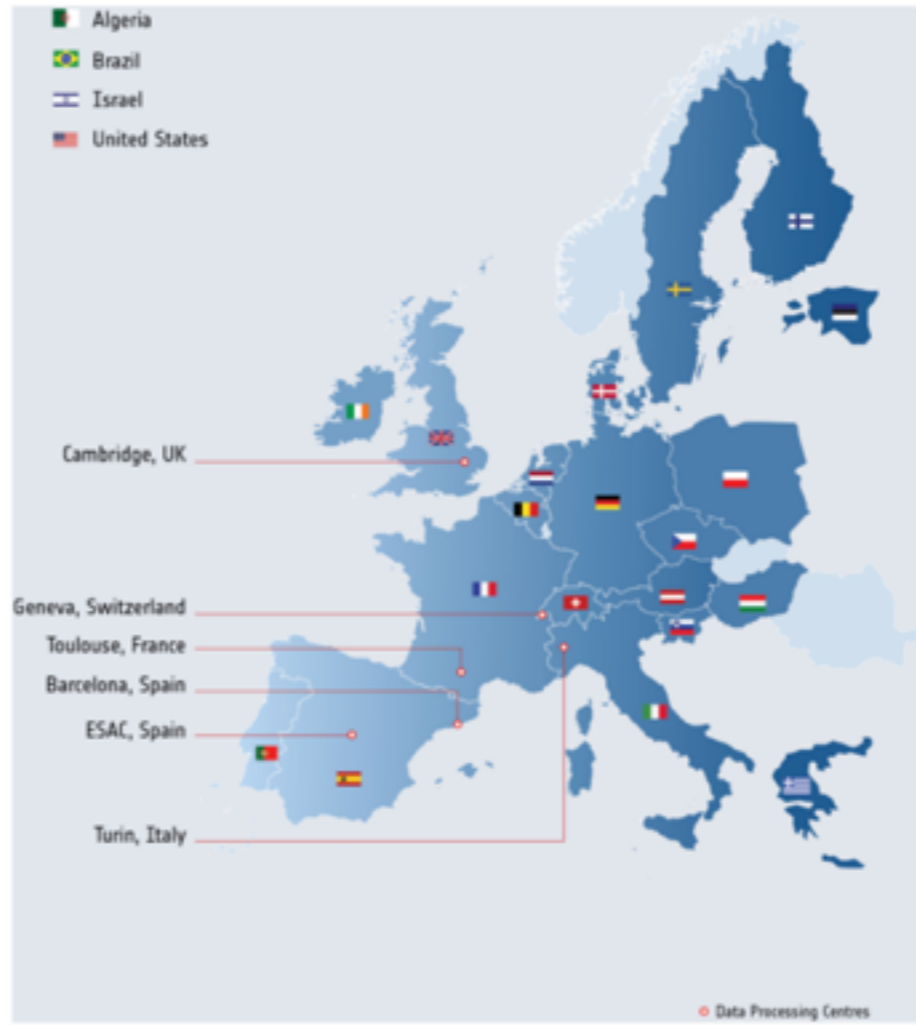 Algeria
Brazil
Israel
United States
Cambridge, UK
Geneva, Switzerland
Toulouse, France
Barcelona, Spain
ESAC, Spain
Turin, Italy
Data Processing Centres